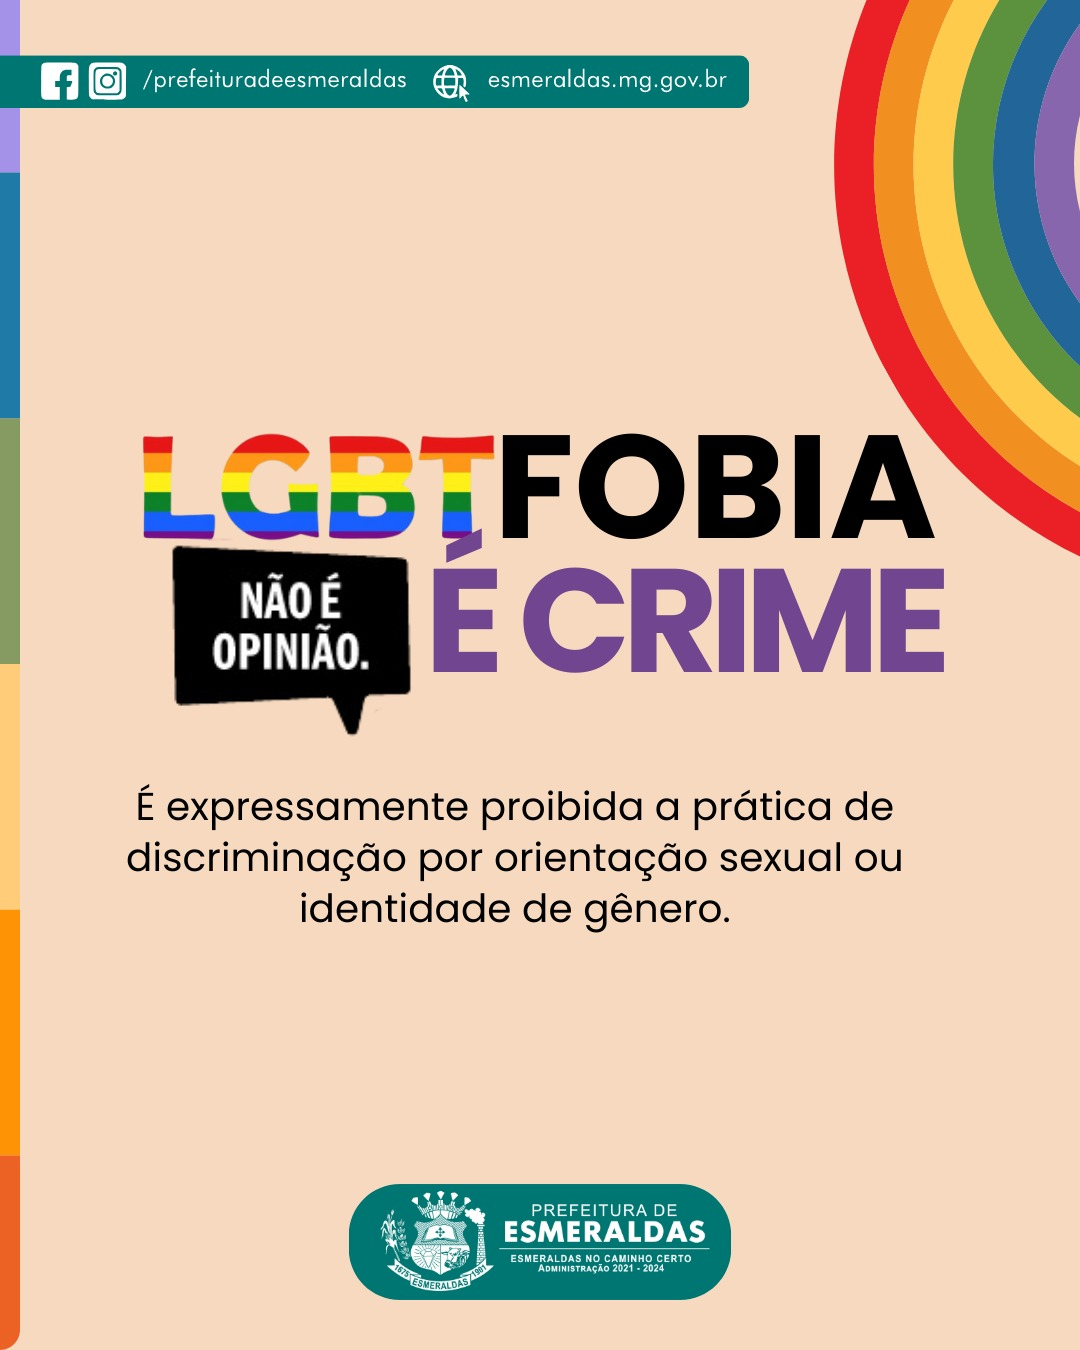 /prefeituradeesmeraldas esmeraldas.mg.gov.br
LGBTFOBIA
NÃO É
OPINIÃO.
É CRIME
É expressamente proibida a prática de
discriminação por orientação sexual ou
identidade de gênero.
PREFEITURA DE
ESMERALDAS
ESMERALDAS NO CAMINHO CERTO
ADMINISTRAÇÃO 2021 - 2024
ESMERALDAS